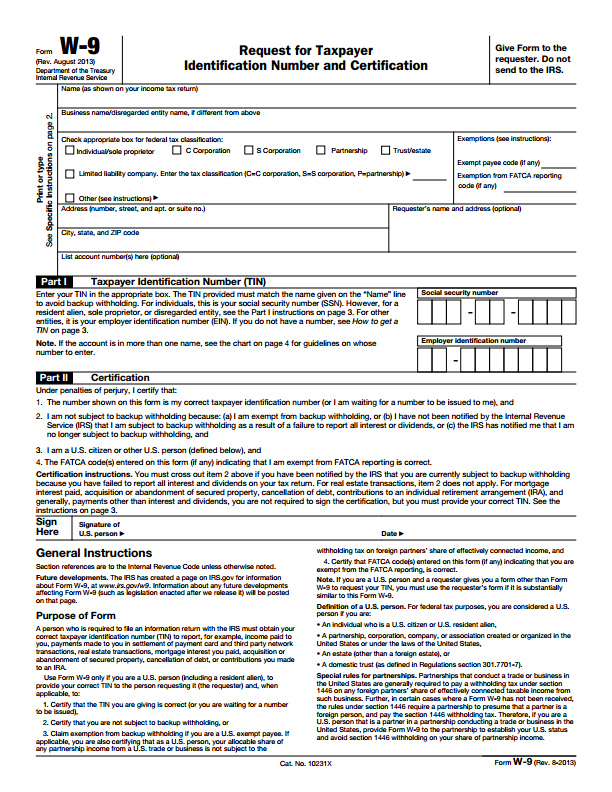 Form W-9
(Rev. August 2013)
Department of the Treasury
Internal Revenue Service
Request for Taxpayer
Identification Number and Certification
Give Form to the
requester. Do not
send to the IRS.
Print or type
See Specific Instructions on page 2.
Name (as shown on your income tax return)
Business name/disregarded entity name, if different from above
Check appropriate box for federal tax classification:
Individual/sole proprietor C Corporation S Corporation Partnership Trust/estate
Limited liability company. Enter the tax classification (C=C corporation, S=S corporation, P=partnership) ▶
Other (see instructions) ▶
Exemptions (see instructions):
Exempt payee code (if any)
Exemption from FATCA reporting
code (if any)
Address (number, street, and apt. or suite no.)
Requester's name and address (optional)
City, state, and ZIP code
List account number(s) here (optional)
Part I Taxpayer Identification Number (TIN)
Enter your TIN in the appropriate box. The TIN provided must match the name given on the "Name" line
to avoid backup withholding. For individuals, this is your social security number (SSN). However, for a
resident alien, sole proprietor, or disregarded entity, see the Part I instructions on page 3. For other
entities, it is your employer identification number (EIN). If you do not have a number, see How to get a
TIN on page 3.
Note. If the account is in more than one name, see the chart on page 4 for guidelines on whose
number to enter.
Social security number
– –
Employer identification number
–
Part II Certification
Under penalties of perjury, I certify that:
1. The number shown on this form is my correct taxpayer identification number (or I am waiting for a number to be issued to me), and
2. I am not subject to backup withholding because: (a) I am exempt from backup withholding, or (b) I have not been notified by the Internal Revenue
Service (IRS) that I am subject to backup withholding as a result of a failure to report all interest or dividends, or (c) the IRS has notified me that I am
no longer subject to backup withholding, and
3. I am a U.S. citizen or other U.S. person (defined below), and
4. The FATCA code(s) entered on this form (if any) indicating that I am exempt from FATCA reporting is correct.
Certification instructions. You must cross out item 2 above if you have been notified by the IRS that you are currently subject to backup withholding
because you have failed to report all interest and dividends on your tax return. For real estate transactions, item 2 does not apply. For mortgage
interest paid, acquisition or abandonment of secured property, cancellation of debt, contributions to an individual retirement arrangement (IRA), and
generally, payments other than interest and dividends, you are not required to sign the certification, but you must provide your correct TIN. See the
instructions on page 3.
Sign
Here
Signature of
U.S. person ▶
Date ▶
General Instructions
Section references are to the Internal Revenue Code unless otherwise noted.
Future developments. The IRS has created a page on IRS.gov for information
about Form W-9, at www.irs.gov/w9. Information about any future developments
affecting Form W-9 (such as legislation enacted after we release it) will be posted
on that page.
Purpose of Form
A person who is required to file an information return with the IRS must obtain your
correct taxpayer identification number (TIN) to report, for example, income paid to
you, payments made to you in settlement of payment card and third party network
transactions, real estate transactions, mortgage interest you paid, acquisition or
abandonment of secured property, cancellation of debt, or contributions you made
to an IRA.
Use Form W-9 only if you are a U.S. person (including a resident alien), to
provide your correct TIN to the person requesting it (the requester) and, when
applicable, to:
1. Certify that the TIN you are giving is correct (or you are waiting for a number
to be issued),
2. Certify that you are not subject to backup withholding, or
3. Claim exemption from backup withholding if you are a U.S. exempt payee. If
applicable, you are also certifying that as a U.S. person, your allocable share of
any partnership income from a U.S. trade or business is not subject to the
withholding tax on foreign partners' share of effectively connected income, and
4. Certify that FATCA code(s) entered on this form (if any) indicating that you are
exempt from the FATCA reporting, is correct.
Note. If you are a U.S. person and a requester gives you a form other than Form
W-9 to request your TIN, you must use the requester's form if it is substantially
similar to this Form W-9.
Definition of a U.S. person. For federal tax purposes, you are considered a U.S.
person if you are:
• An individual who is a U.S. citizen or U.S. resident alien,
• A partnership, corporation, company, or association created or organized in the
United States or under the laws of the United States,
• An estate (other than a foreign estate), or
• A domestic trust (as defined in Regulations section 301.7701-7).
Special rules for partnerships. Partnerships that conduct a trade or business in
the United States are generally required to pay a withholding tax under section
1446 on any foreign partners' share of effectively connected taxable income from
such business. Further, in certain cases where a Form W-9 has not been received,
the rules under section 1446 require a partnership to presume that a partner is a
foreign person, and pay the section 1446 withholding tax. Therefore, if you are a
U.S. person that is a partner in a partnership conducting a trade or business in the
United States, provide Form W-9 to the partnership to establish your U.S. status
and avoid section 1446 withholding on your share of partnership income.
Cat. No. 10231X
Form W-9 (Rev. 8-2013)